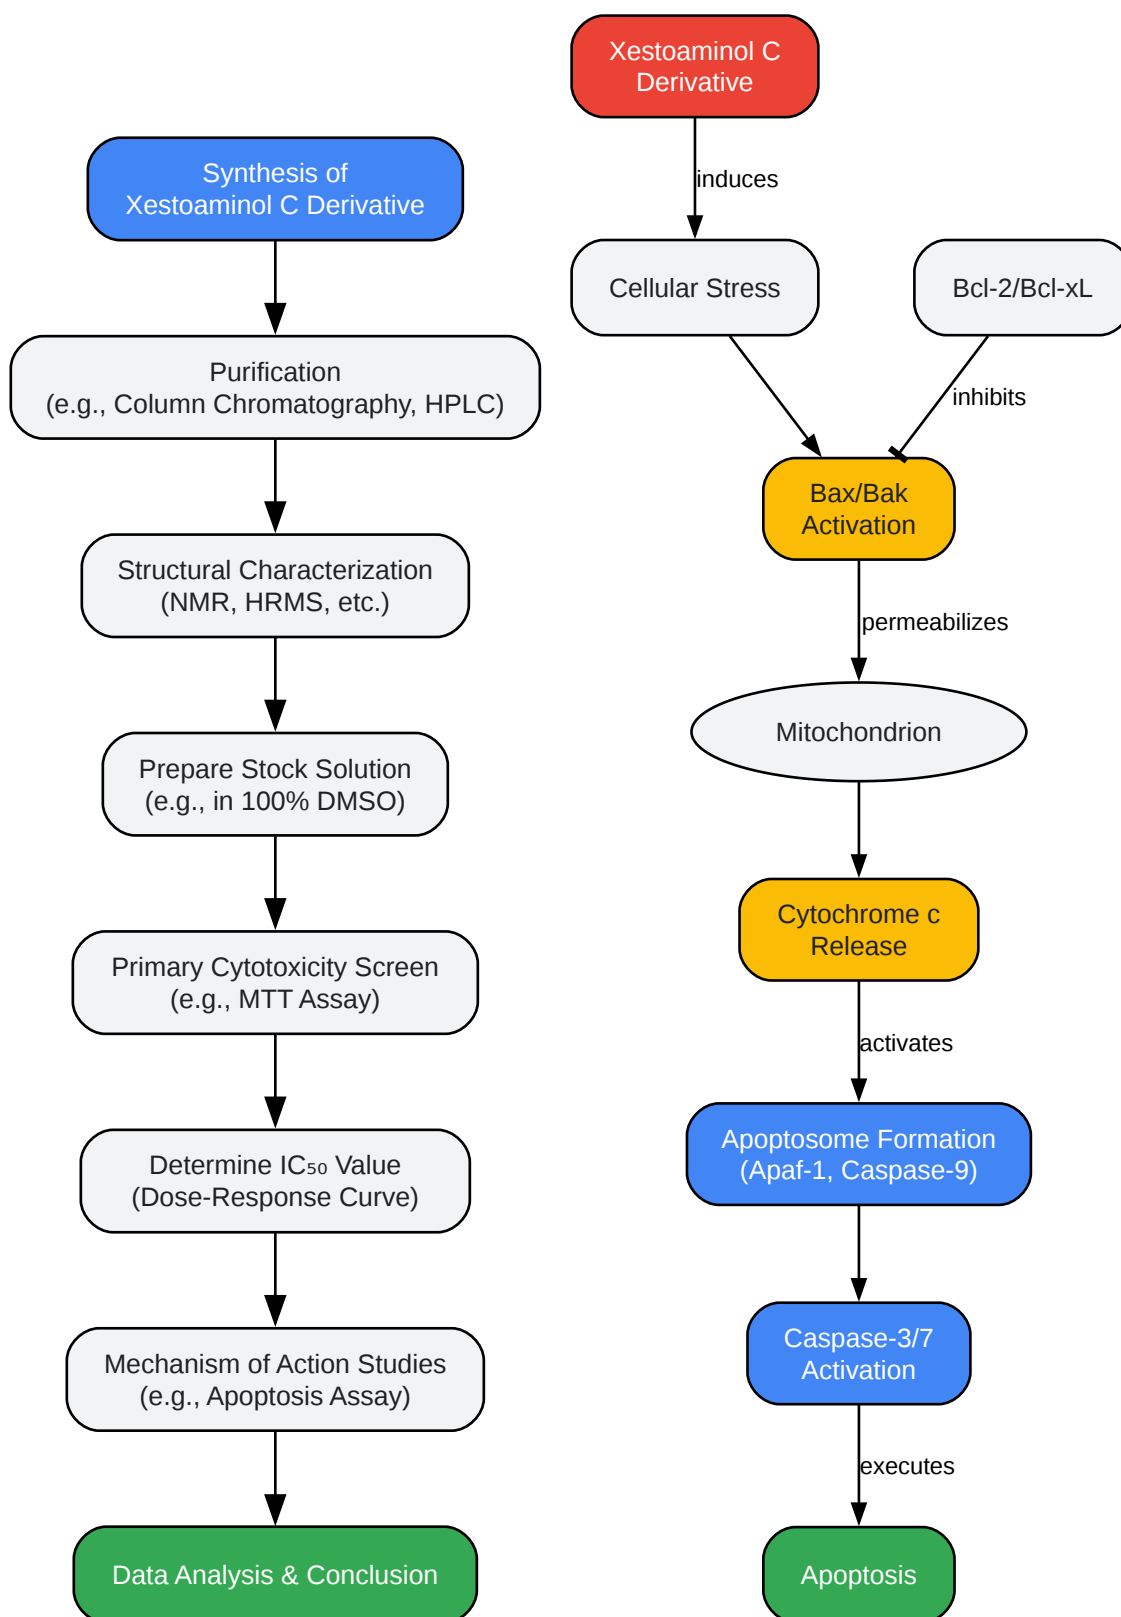 Synthesis of
Xestoaminol C Derivative
Purification
(e.g., Column Chromatography, HPLC)
Structural Characterization
(NMR, HRMS, etc.)
Prepare Stock Solution
(e.g., in 100% DMSO)
Primary Cytotoxicity Screen
(e.g., MTT Assay)
Determine IC₅₀ Value
(Dose-Response Curve)
Mechanism of Action Studies
(e.g., Apoptosis Assay)
Data Analysis & Conclusion
Xestoaminol C
Derivative
induces
Cellular Stress
Bcl-2/Bcl-xL
inhibits
Bax/Bak
Activation
permeabilizes
Mitochondrion
Cytochrome c
Release
activates
Apoptosome Formation
(Apaf-1, Caspase-9)
Caspase-3/7
Activation
executes
Apoptosis